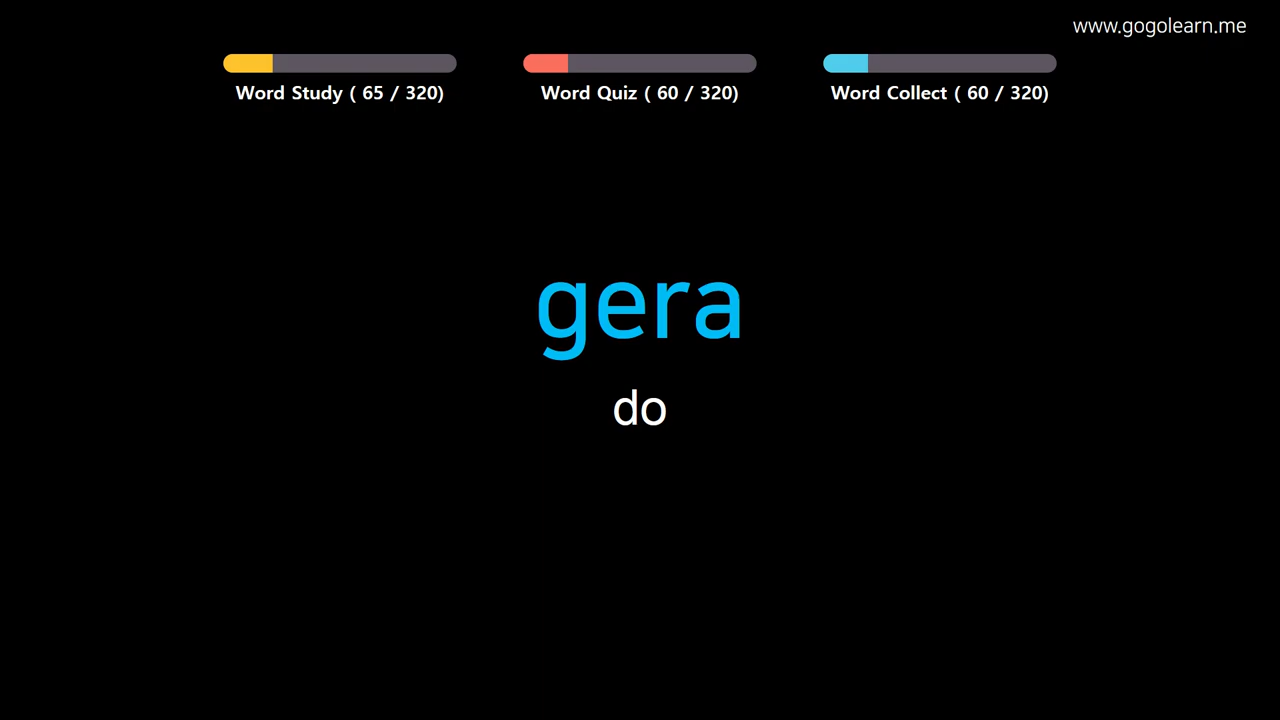 www.gogolearn.me
Word Study ( 65 / 320)
Word Quiz ( 60 / 320)
Word Collect ( 60 / 320)
gera
do